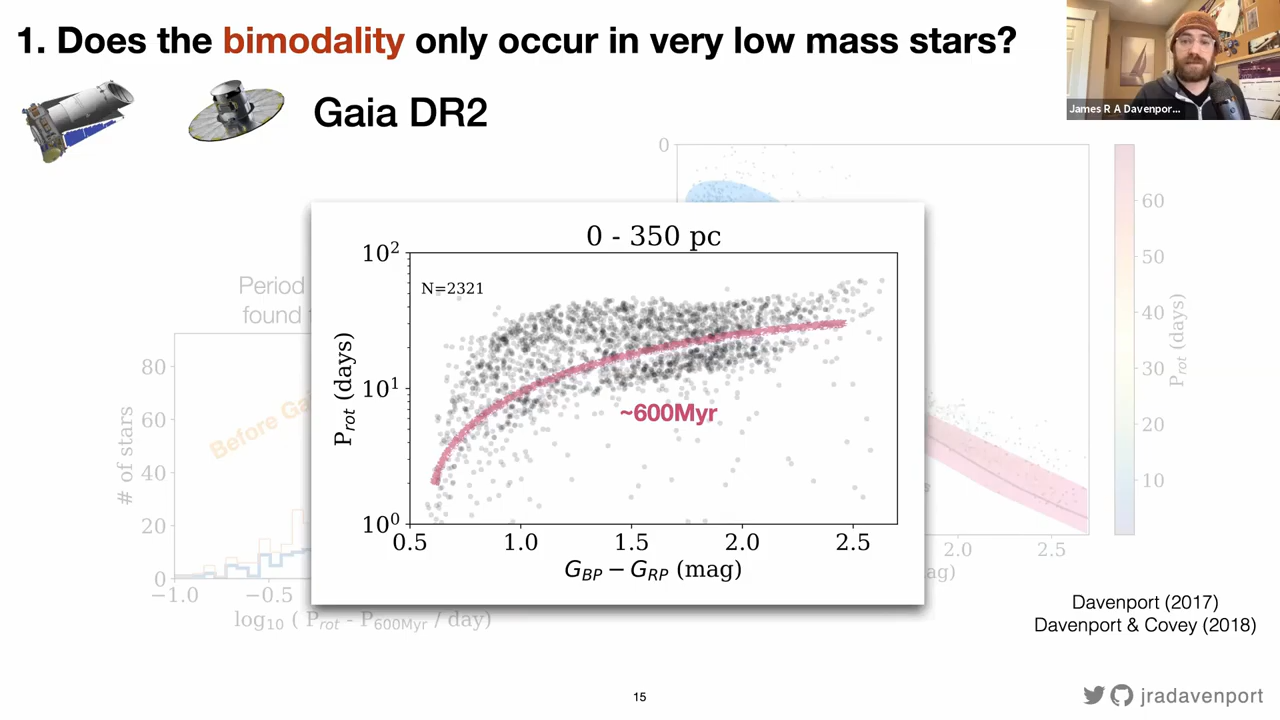 1. Does the bimodality only occur in very low mass stars?
James R A Davenpor...
Gaia DR2
0
0 - 350 pc
10²
N=2321
10¹
10⁰
P_rot (days)
~600Myr
0.5 1.0 1.5 2.0 2.5
G_BP − G_RP (mag)
Period
found
80
60
40
20
0
# of stars
Before Ga
−1.0 −0.5
log₁₀ ( P_rot - P_600Myr / day)
60
50
40
30
20
10
P_rot (days)
s
2.0 2.5
ag)
Davenport (2017)
Davenport & Covey (2018)
15
jradavenport